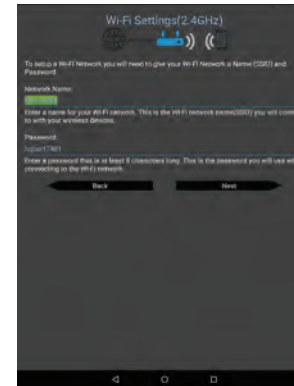 Wi-Fi Settings(2.4GHz)
To setup a Wi-Fi Network you will need to give your Wi-Fi Network a Name (SSID) and
Password
Network Name:
Enter a name for your Wi-Fi network. This is the Wi-Fi network name(SSID) you will
to with your wireless devices.
Password:
Enter a password that is at least 8 characters long. This is the password you will use
connecting to the Wi-Fi network.
Back
Next